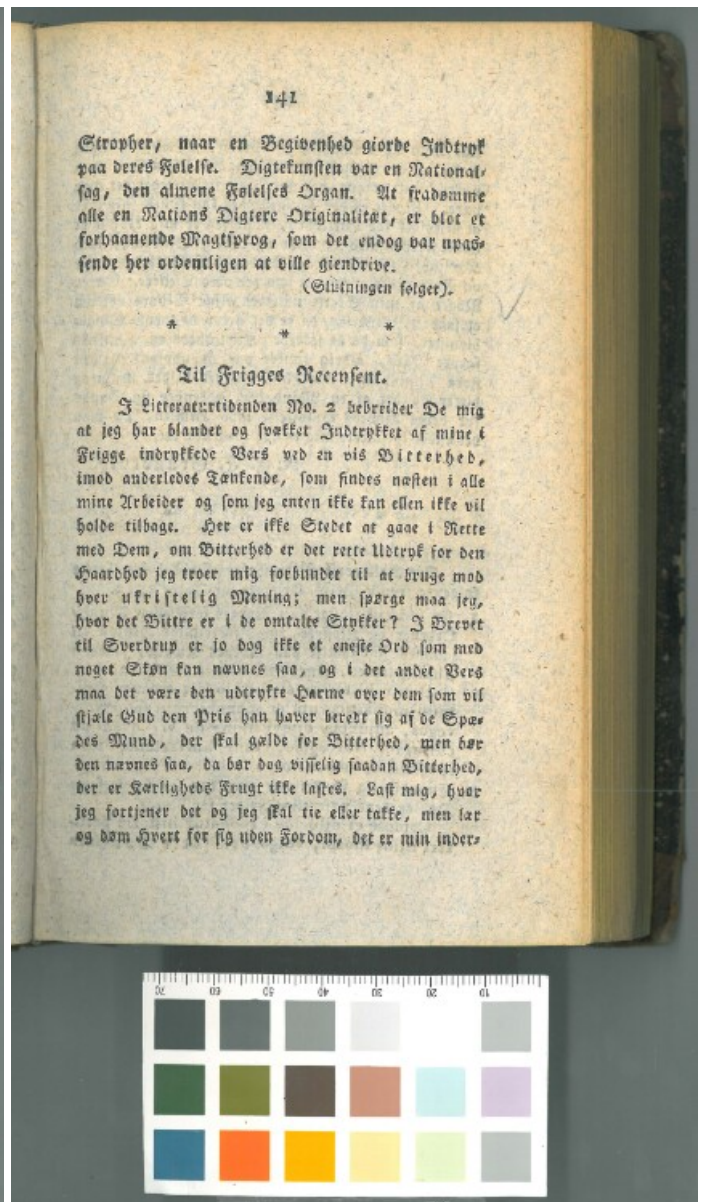 141
Stropher, naar en Begivenhed giorde Indtryk
paa deres Følelse. Digtekunsten var en National-
sag, den almene Følelses Organ. At fradømme
alle en Nations Digtere Originalitæt, er blot et
forhaanende Magtsprog, som det endog var upas-
sende her ordentligen at ville giendrive.
(Slutningen følger).
* * *
Til Frigges Recensent.
I Litteraturtidenden No. 2 bebreider De mig
at jeg har blandet og svækket Indtrykket af mine i
Frigge indrykkede Vers ved en vis Bitterhed,
imod anderledes Tænkende, som findes næsten i alle
mine Arbeider og som jeg enten ikke kan ellen ikke vil
holde tilbage. Her er ikke Stedet at gaae i Rette
med Dem, om Bitterhed er det rette Udtryk for den
Haardhed jeg troer mig forbundet til at bruge mod
hver ukristelig Mening; men spørge maa jeg,
hvor det Bittre er i de omtalte Stykker? I Brevet
til Sverdrup er jo dog ikke et eneste Ord som med
noget Skøn kan nævnes saa, og i det andet Vers
maa det være den udtrykte Harme over dem som vil
stjæle Gud den Pris han haver beredt sig af de Spæ-
des Mund, der skal gælde for Bitterhed, men bør
den nævnes saa, da bør dog visselig saadan Bitterhed,
der er Kærligheds Frugt ikke lastes. Last mig, hvor
jeg fortjener det og jeg skal tie eller takke, men lær
og døm Hvert for sig uden Fordom, det er min inder-
70 60 50 40 30 20 10